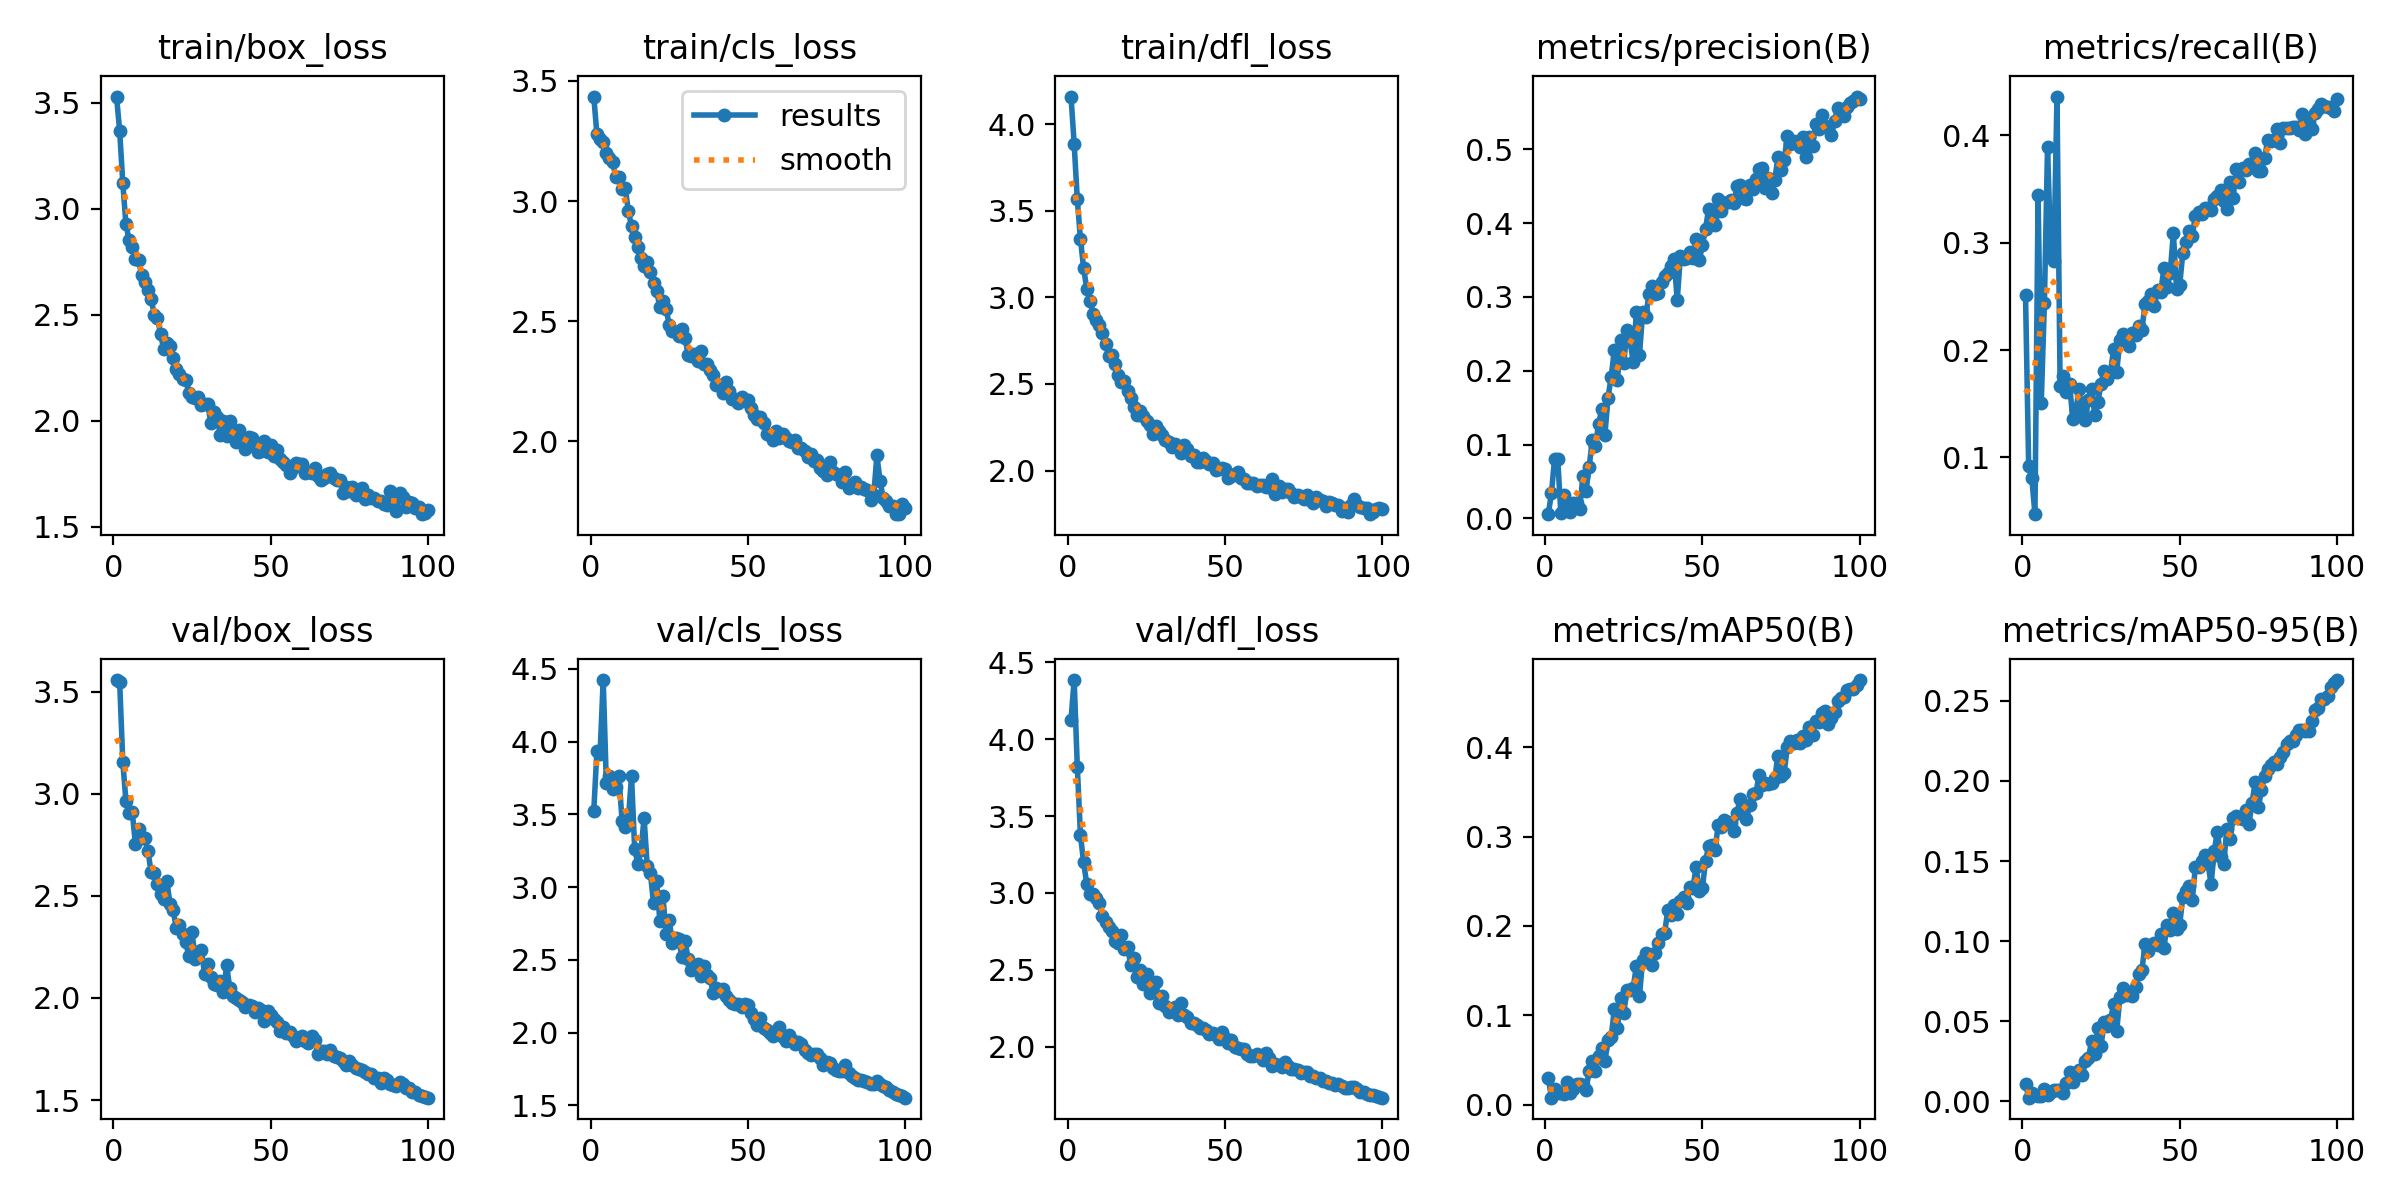 train/box_loss
3.5
3.0
2.5
2.0
1.5
0 50 100
train/cls_loss
3.5
3.0
2.5
2.0
0 50 100
results
smooth
train/dfl_loss
4.0
3.5
3.0
2.5
2.0
0 50 100
metrics/precision(B)
0.5
0.4
0.3
0.2
0.1
0.0
0 50 100
metrics/recall(B)
0.4
0.3
0.2
0.1
0 50 100
val/box_loss
3.5
3.0
2.5
2.0
1.5
0 50 100
val/cls_loss
4.5
4.0
3.5
3.0
2.5
2.0
1.5
0 50 100
val/dfl_loss
4.5
4.0
3.5
3.0
2.5
2.0
0 50 100
metrics/mAP50(B)
0.4
0.3
0.2
0.1
0.0
0 50 100
metrics/mAP50-95(B)
0.25
0.20
0.15
0.10
0.05
0.00
0 50 100